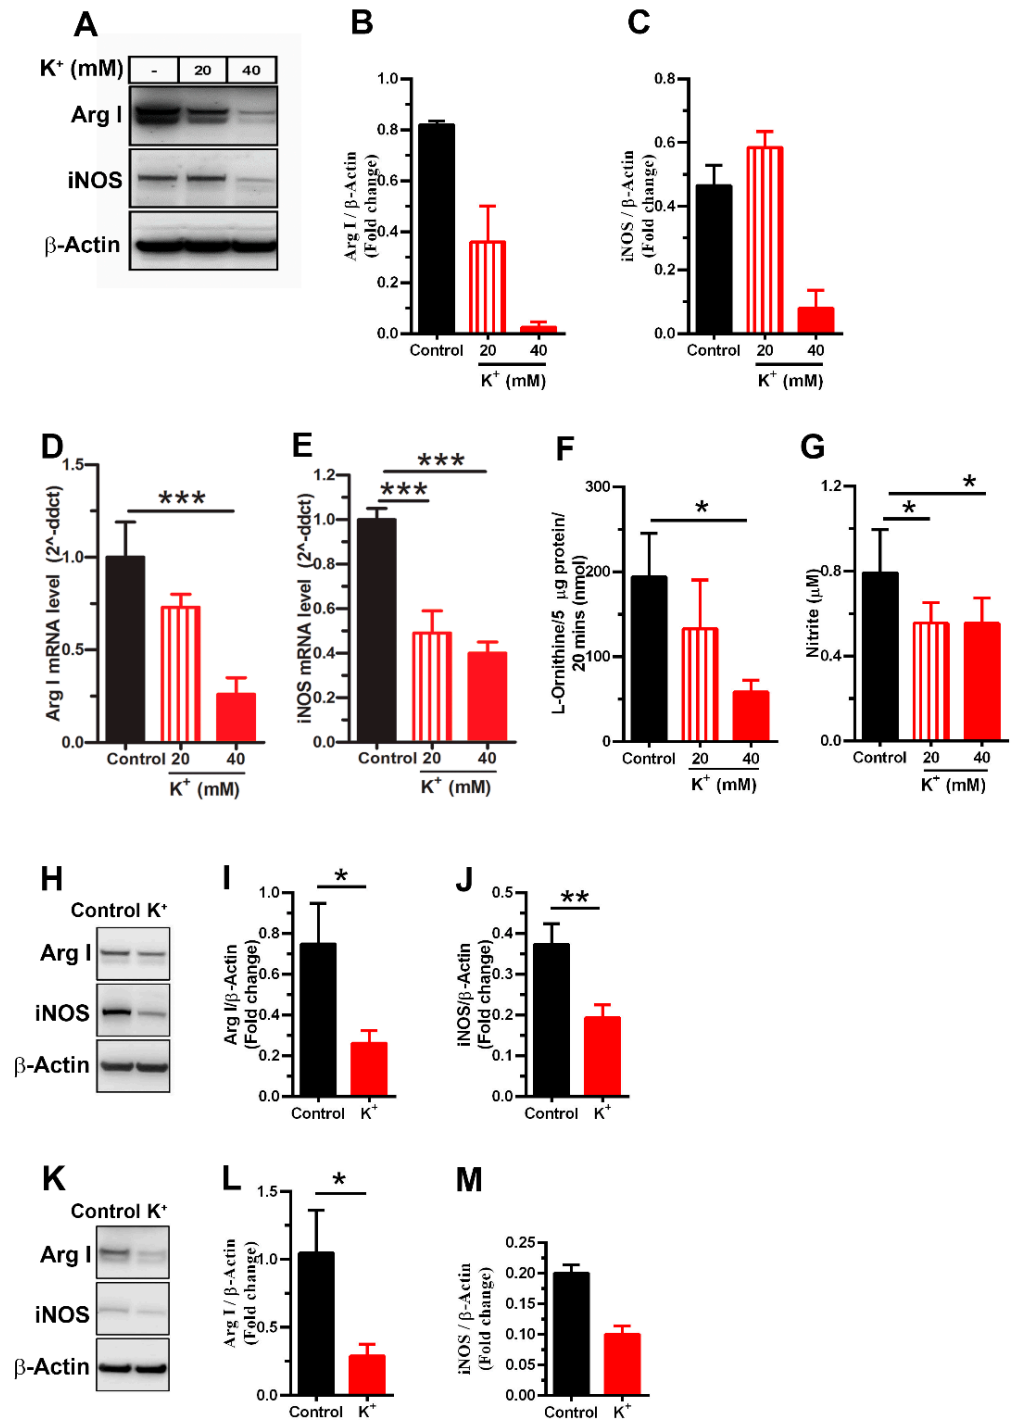 A
K⁺ (mM)
- 20 40
Arg I
iNOS
β-Actin
B
Arg I / β-Actin
(Fold change)
1.0
0.8
0.6
0.4
0.2
0.0
Control 20 40
K⁺ (mM)
C
iNOS / β-Actin
(Fold change)
0.8
0.6
0.4
0.2
0.0
Control 20 40
K⁺ (mM)
D
Arg I mRNA level (2^-ddct)
1.5
1.0
0.5
0.0
***
Control 20 40
K⁺ (mM)
E
iNOS mRNA level (2^-ddct)
1.2
1.0
0.8
0.6
0.4
0.2
0.0
***
***
Control 20 40
K⁺ (mM)
F
L-Ornithine/5 μg protein/
20 mins (nmol)
300
200
100
0
*
Control 20 40
K⁺ (mM)
G
Nitrite (μM)
1.2
0.8
0.4
0.0
*
*
Control 20 40
K⁺ (mM)
H
Control K⁺
Arg I
iNOS
β-Actin
I
Arg I/β-Actin
(Fold change)
1.0
0.8
0.6
0.4
0.2
0.0
*
Control K⁺
J
iNOS/β-Actin
(Fold change)
0.5
0.4
0.3
0.2
0.1
0.0
**
Control K⁺
K
Control K⁺
Arg I
iNOS
β-Actin
L
Arg I / β-Actin
(Fold change)
1.5
1.0
0.5
0.0
*
Control K⁺
M
iNOS / β-Actin
(Fold change)
0.25
0.20
0.15
0.10
0.05
0.00
Control K⁺